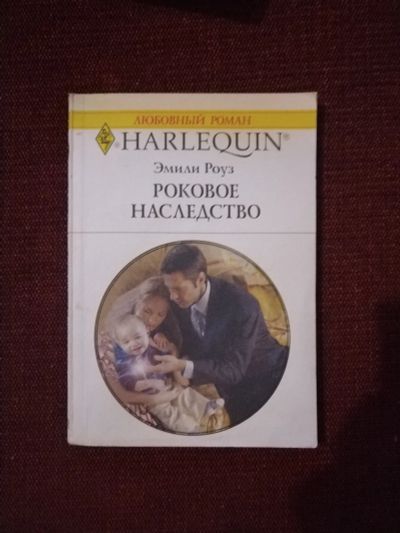 ЛЮБОВНЫЙ РОМАН
HARLEQUIN®
Эмили Роуз
РОКОВОЕ
НАСЛЕДСТВО